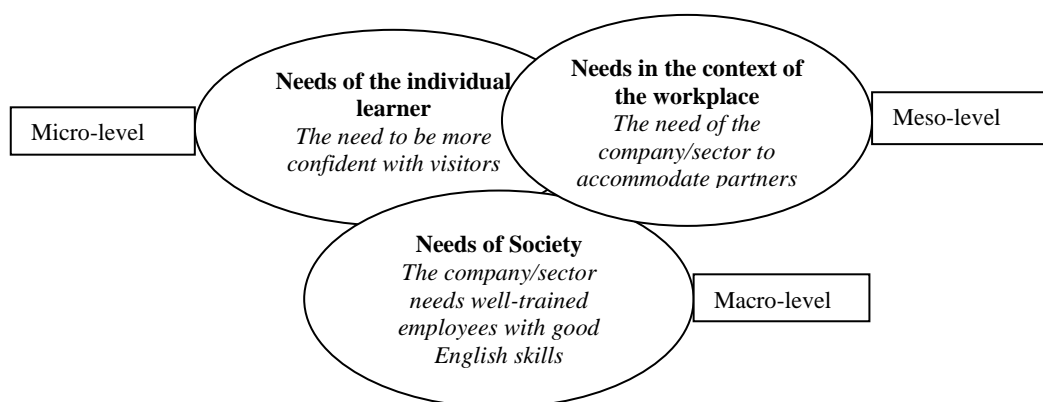 Micro-level
Needs of the individual
learner
The need to be more
confident with visitors
Needs in the context of
the workplace
The need of the
company/sector to
accommodate partners
Meso-level
Needs of Society
The company/sector
needs well-trained
employees with good
English skills
Macro-level